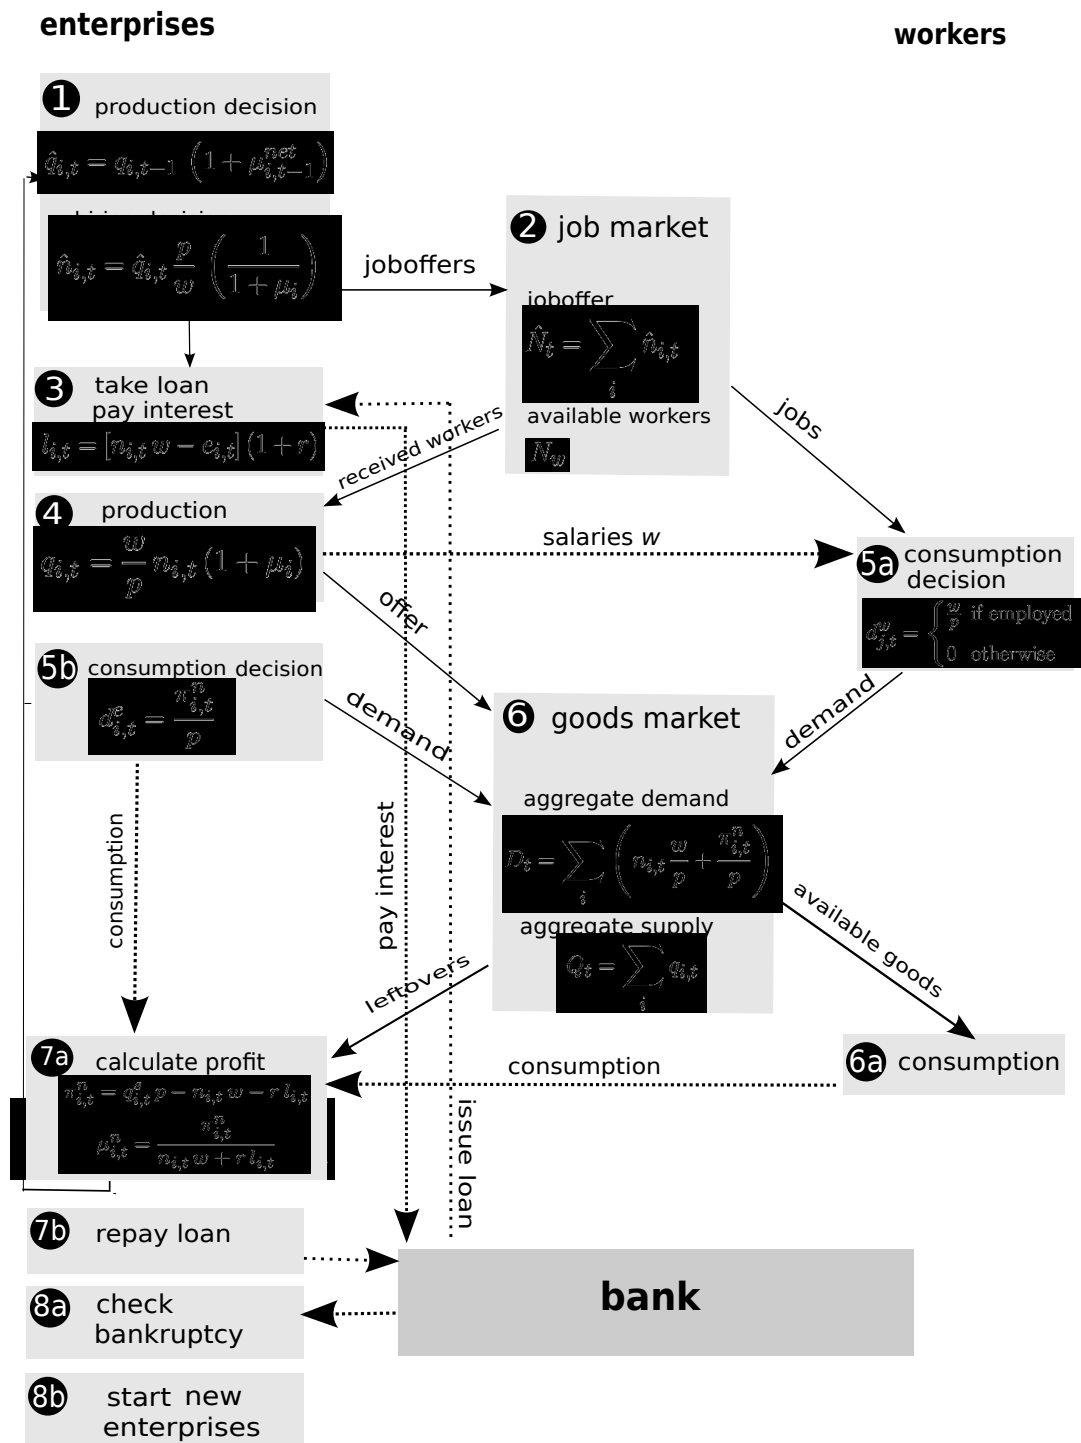 enterprises
workers
1 production decision
q̂_{i,t} = q_{i,t−1} (1 + μ^{net}_{i,t−1})
n̂_{i,t} = q̂_{i,t} p/w (1/(1 + μ_i))
joboffers
2 job market
joboffer
N̂_t = ∑_i n̂_{i,t}
available workers
N_w
3 take loan
pay interest
l_{i,t} = [n_{i,t} w − e_{i,t}] (1 + r)
received workers
jobs
4 production
q_{i,t} = w/p n_{i,t} (1 + μ_i)
salaries w
offer
5a consumption
decision
d^w_{j,t} = { w/p if employed
0 otherwise
5b consumption decision
d^e_{i,t} = π^n_{i,t}/p
demand
demand
6 goods market
aggregate demand
D_t = ∑_i (n_{i,t} w/p + π^n_{i,t}/p)
aggregate supply
Q_t = ∑_i q_{i,t}
consumption
pay interest
leftovers
available goods
7a calculate profit
π^n_{i,t} = q^e_{i,t} p − n_{i,t} w − r l_{i,t}
μ^n_{i,t} = π^n_{i,t}/(n_{i,t} w + r l_{i,t})
consumption
6a consumption
issue loan
7b repay loan
bank
8a check
bankruptcy
8b start new
enterprises